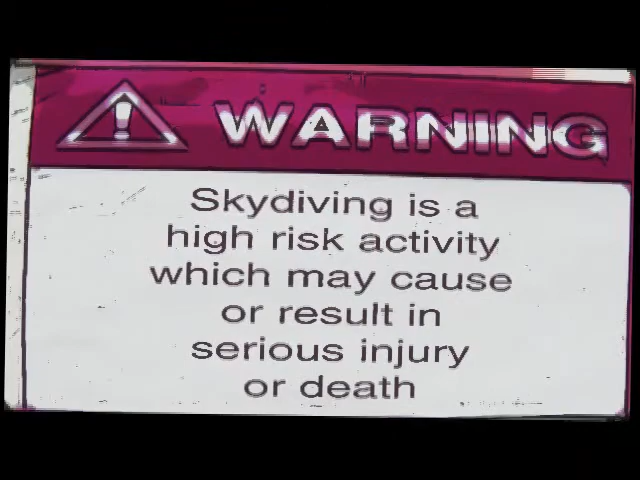 WARNING
Skydiving is a
high risk activity
which may cause
or result in
serious injury
or death